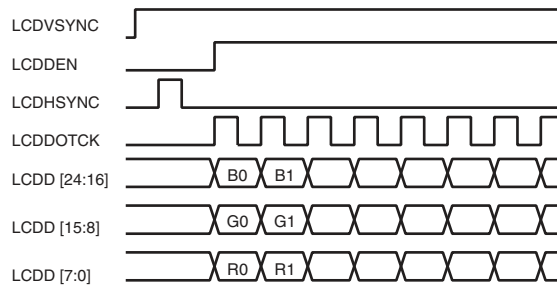 LCDVSYNC
LCDDEN
LCDHSYNC
LCDDOTCK
LCDD [24:16] B0 B1
LCDD [15:8] G0 G1
LCDD [7:0] R0 R1